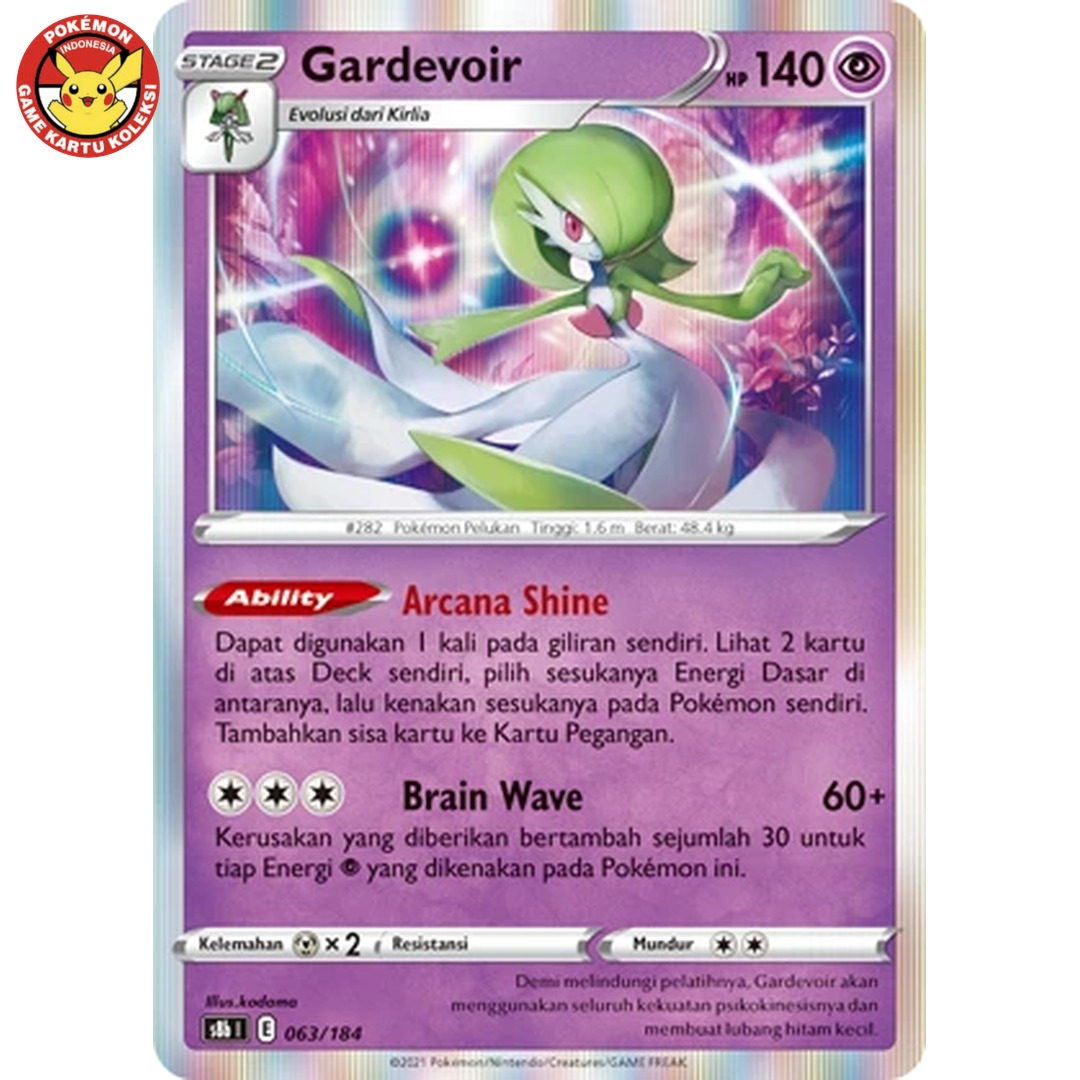 POKÉMON
INDONESIA
GAME KARTU KOLEKSI
STAGE2 Gardevoir HP 140
Evolusi dari Kirlia
#282 Pokémon Pelukan Tinggi: 1.6 m Berat: 48.4 kg
Ability Arcana Shine
Dapat digunakan 1 kali pada giliran sendiri. Lihat 2 kartu
di atas Deck sendiri, pilih sesukanya Energi Dasar di
antaranya, lalu kenakan sesukanya pada Pokémon sendiri.
Tambahkan sisa kartu ke Kartu Pegangan.
Brain Wave 60+
Kerusakan yang diberikan bertambah sejumlah 30 untuk
tiap Energi yang dikenakan pada Pokémon ini.
Kelemahan ×2 Resistansi Mundur
Demi melindungi pelatihnya, Gardevoir akan
menggunakan seluruh kekuatan psikokinesisnya dan
membuat lubang hitam kecil.
Illus.kodama
s8b I E 063/184
©2021 Pokémon/Nintendo/Creatures/GAME FREAK